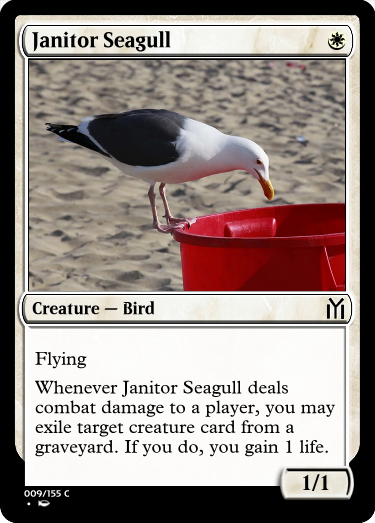 Janitor Seagull
Creature — Bird
Flying
Whenever Janitor Seagull deals
combat damage to a player, you may
exile target creature card from a
graveyard. If you do, you gain 1 life.
1/1
009/155 C